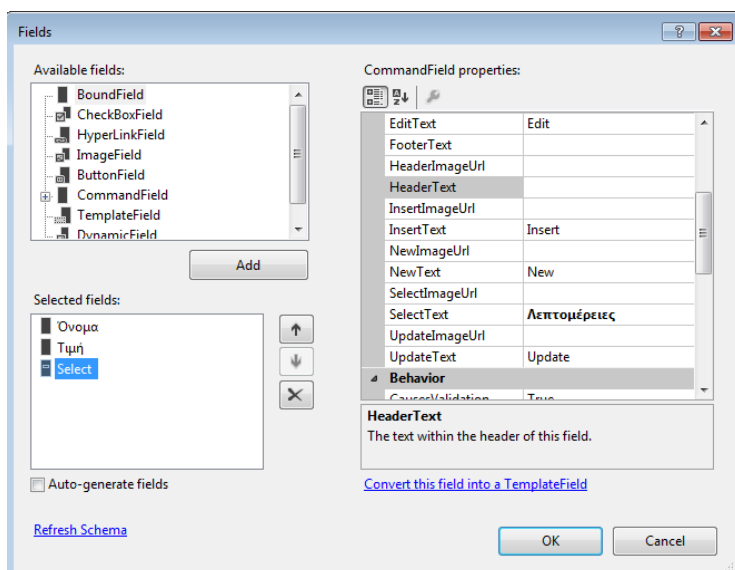 Fields
Available fields:
BoundField
CheckBoxField
HyperLinkField
ImageField
ButtonField
CommandField
TemplateField
DynamicField
Add
Selected fields:
Όνομα
Τιμή
Select
Auto-generate fields
Refresh Schema
CommandField properties:
EditText Edit
FooterText
HeaderImageUrl
HeaderText
InsertImageUrl
InsertText Insert
NewImageUrl
NewText New
SelectImageUrl
SelectText Λεπτομέρειες
UpdateImageUrl
UpdateText Update
Behavior
CausesValidation True
HeaderText
The text within the header of this field.
Convert this field into a TemplateField
OK Cancel